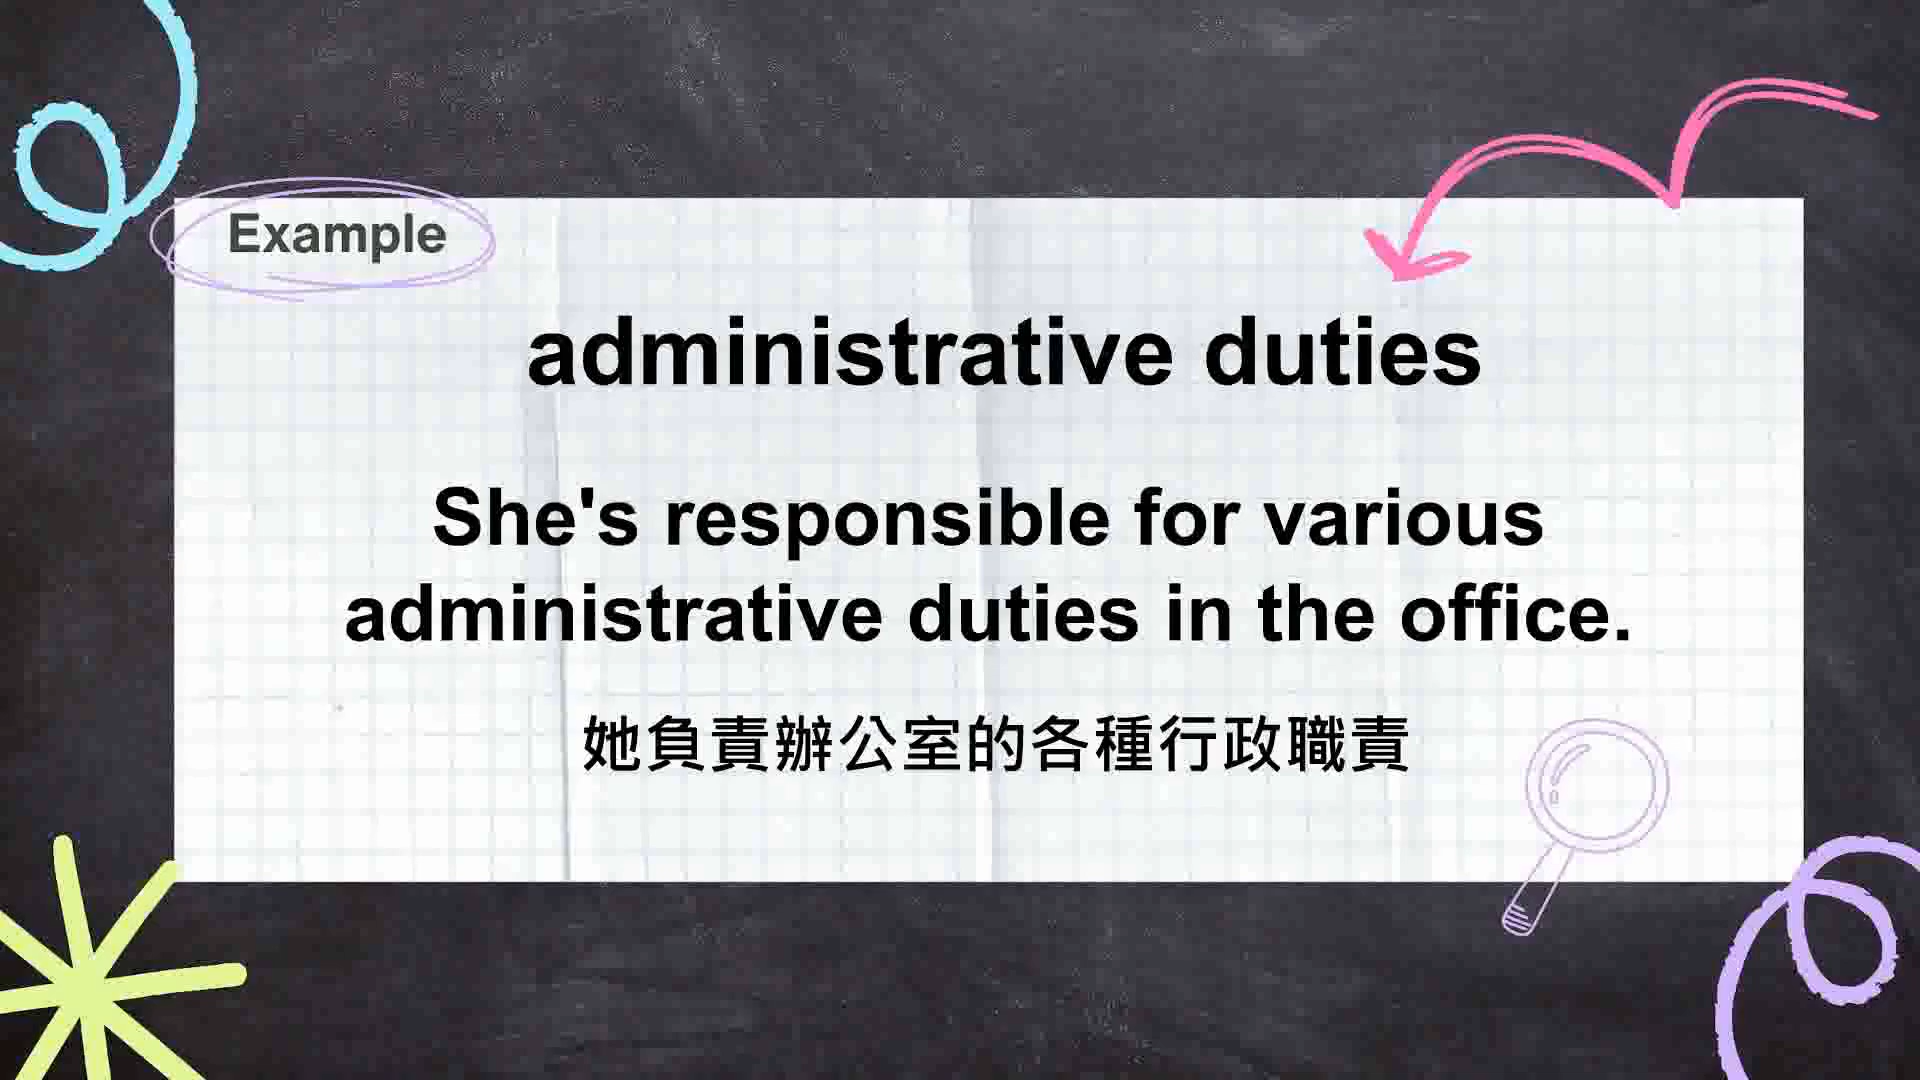 Example
administrative duties
She's responsible for various
administrative duties in the office.
她負責辦公室的各種行政職責